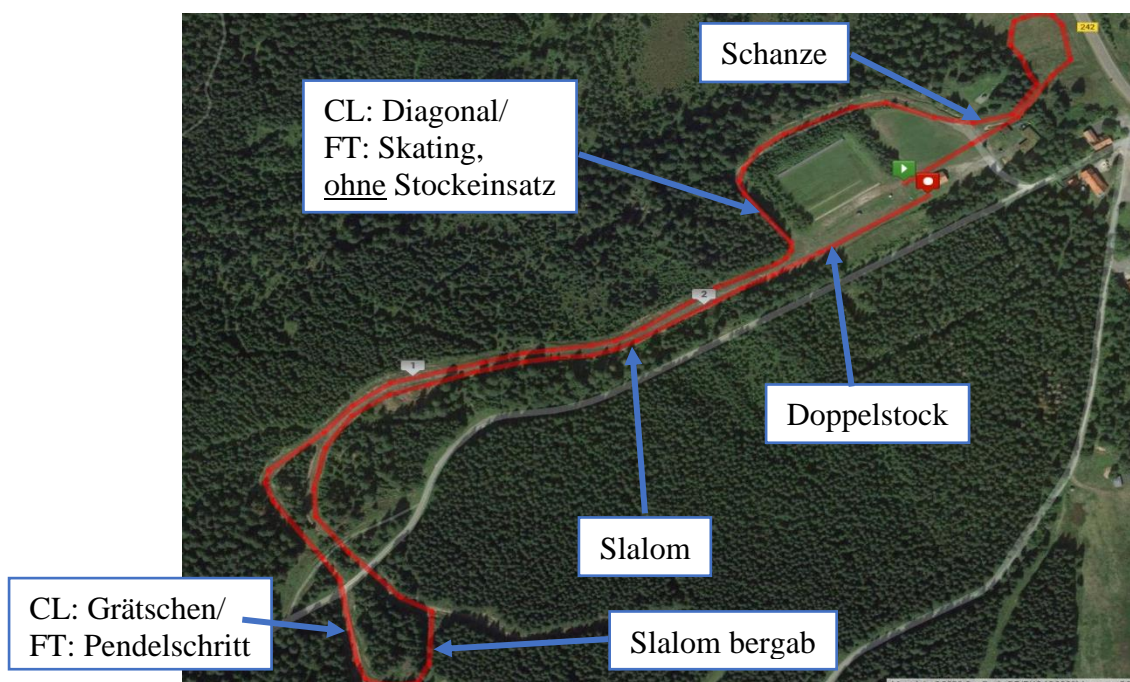 242
Schanze
CL: Diagonal/
FT: Skating,
ohne Stockeinsatz
2
1
Doppelstock
Slalom
CL: Grätschen/
FT: Pendelschritt
Slalom bergab